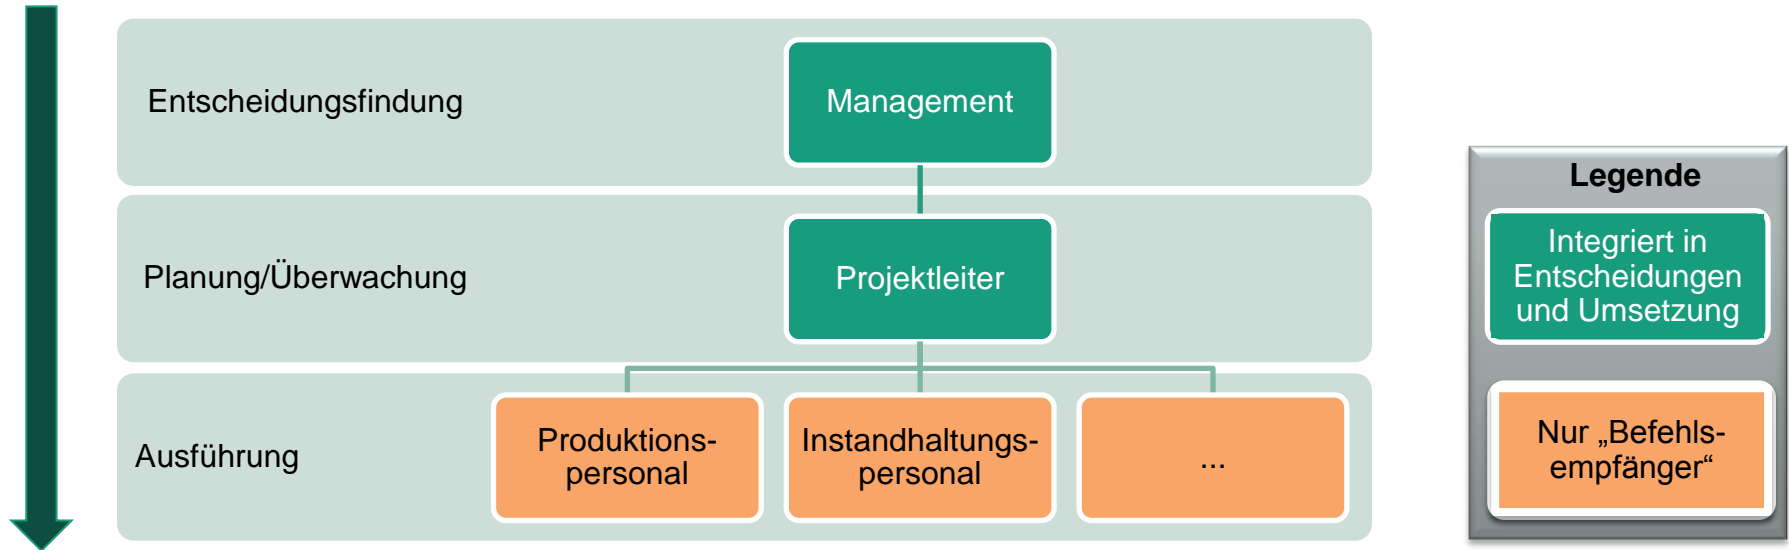 Entscheidungsfindung
Management
Planung/Überwachung
Projektleiter
Ausführung
Produktions-
personal
Instandhaltungs-
personal
...
Legende
Integriert in
Entscheidungen
und Umsetzung
Nur „Befehls-
empfänger“